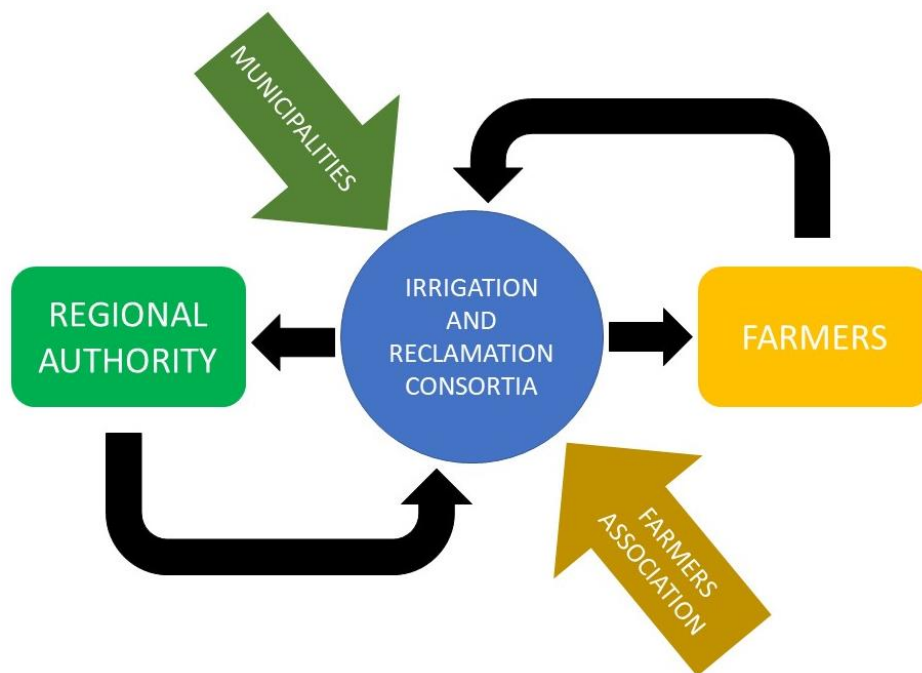 MUNICIPALITIES
IRRIGATION
AND
RECLAMATION
CONSORTIA
REGIONAL
AUTHORITY
FARMERS
FARMERS
ASSOCIATION